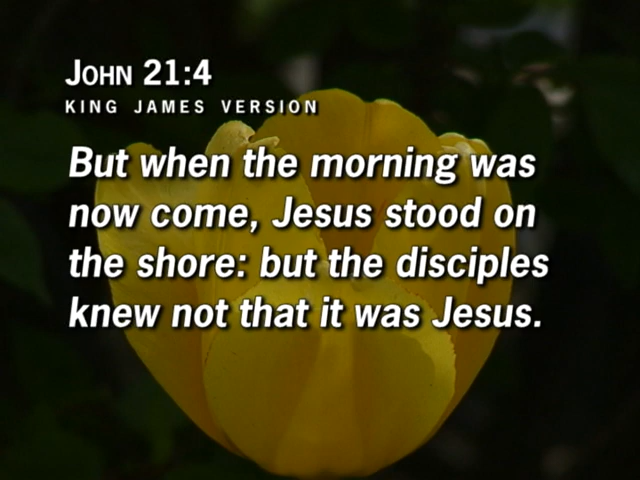 John 21:4
KING JAMES VERSION
But when the morning was
now come, Jesus stood on
the shore: but the disciples
knew not that it was Jesus.